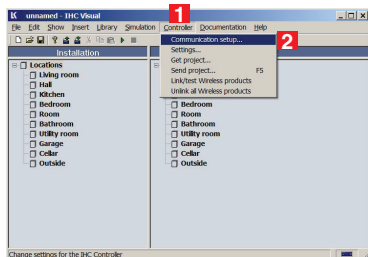 unnamed - IHC Visual
File Edit Show Insert Library Simulation Controller Documentation Help
1
Communication setup...
2
Settings...
Get project...
Send project... F5
Link/test Wireless products
Unlink all Wireless products
Installation
Locations
Living room
Hall
Kitchen
Bedroom
Room
Bathroom
Utility room
Garage
Cellar
Outside
Bedroom
Room
Bathroom
Utility room
Garage
Cellar
Outside
Change settings for the IHC Controller